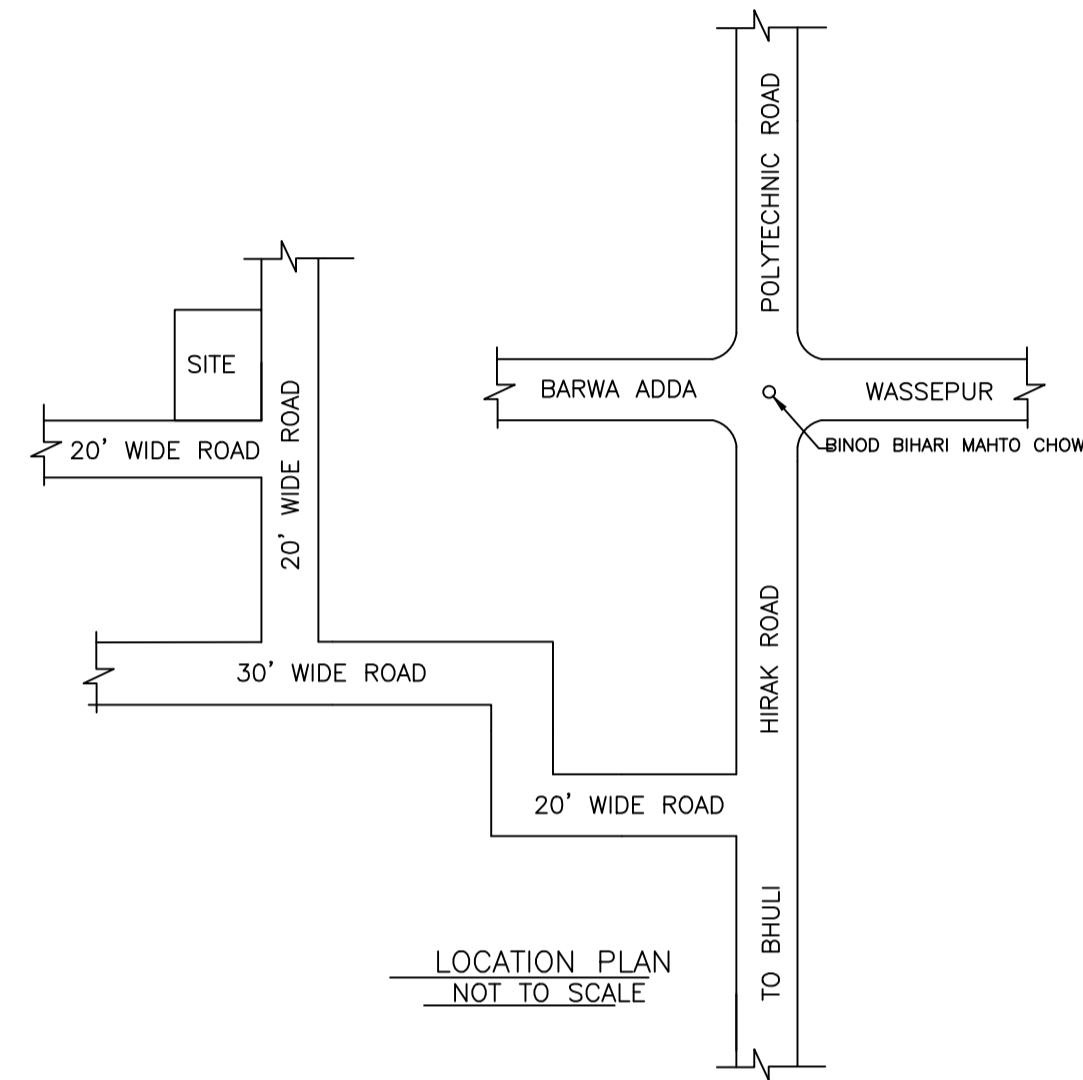 POLYTECHNIC ROAD
SITE
BARWA ADDA
WASSEPUR
20' WIDE ROAD
20' WIDE ROAD
BINOD BIHARI MAHTO CHOW
30' WIDE ROAD
HIRAK ROAD
20' WIDE ROAD
TO BHULI
LOCATION PLAN
NOT TO SCALE